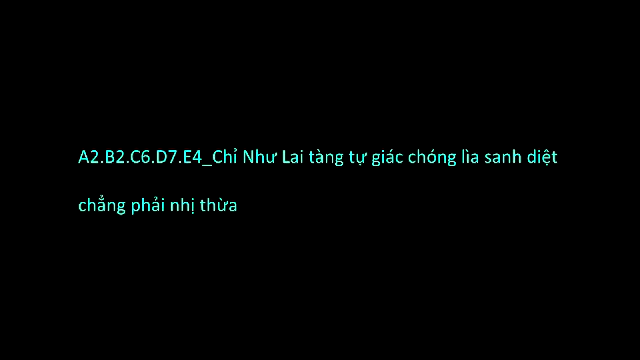 A2.B2.C6.D7.E4_Chỉ Như Lai tàng tự giác chóng lìa sanh diệt
chẳng phải nhị thừa